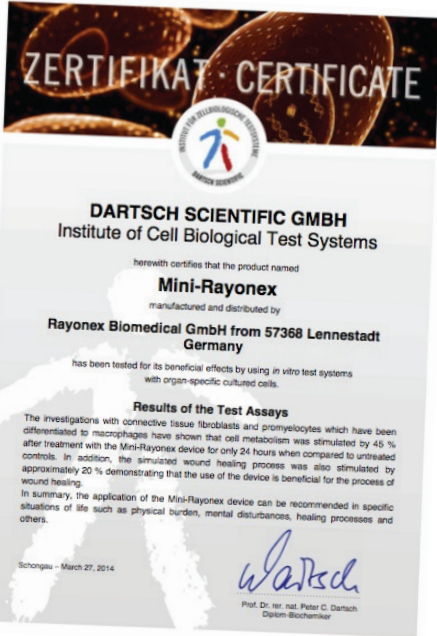 ZERTIFIKAT · CERTIFICATE
INSTITUT FÜR ZELLBIOLOGISCHE TESTSYSTEME
DARTSCH SCIENTIFIC
DARTSCH SCIENTIFIC GMBH
Institute of Cell Biological Test Systems
herewith certifies that the product named
Mini-Rayonex
manufactured and distributed by
Rayonex Biomedical GmbH from 57368 Lennestadt
Germany
has been tested for its beneficial effects by using in vitro test systems
with organ-specific cultured cells.
Results of the Test Assays
The investigations with connective tissue fibroblasts and promyelocytes which have been
differentiated to macrophages have shown that cell metabolism was stimulated by 45 %
after treatment with the Mini-Rayonex device for only 24 hours when compared to untreated
controls. In addition, the simulated wound healing process was also stimulated by
approximately 20 % demonstrating that the use of the device is beneficial for the process of
wound healing.
In summary, the application of the Mini-Rayonex device can be recommended in specific
situations of life such as physical burden, mental disturbances, healing processes and
others.
Schongau – March 27, 2014
Dartsch
Prof. Dr. rer. nat. Peter C. Dartsch
Diplom-Biochemiker